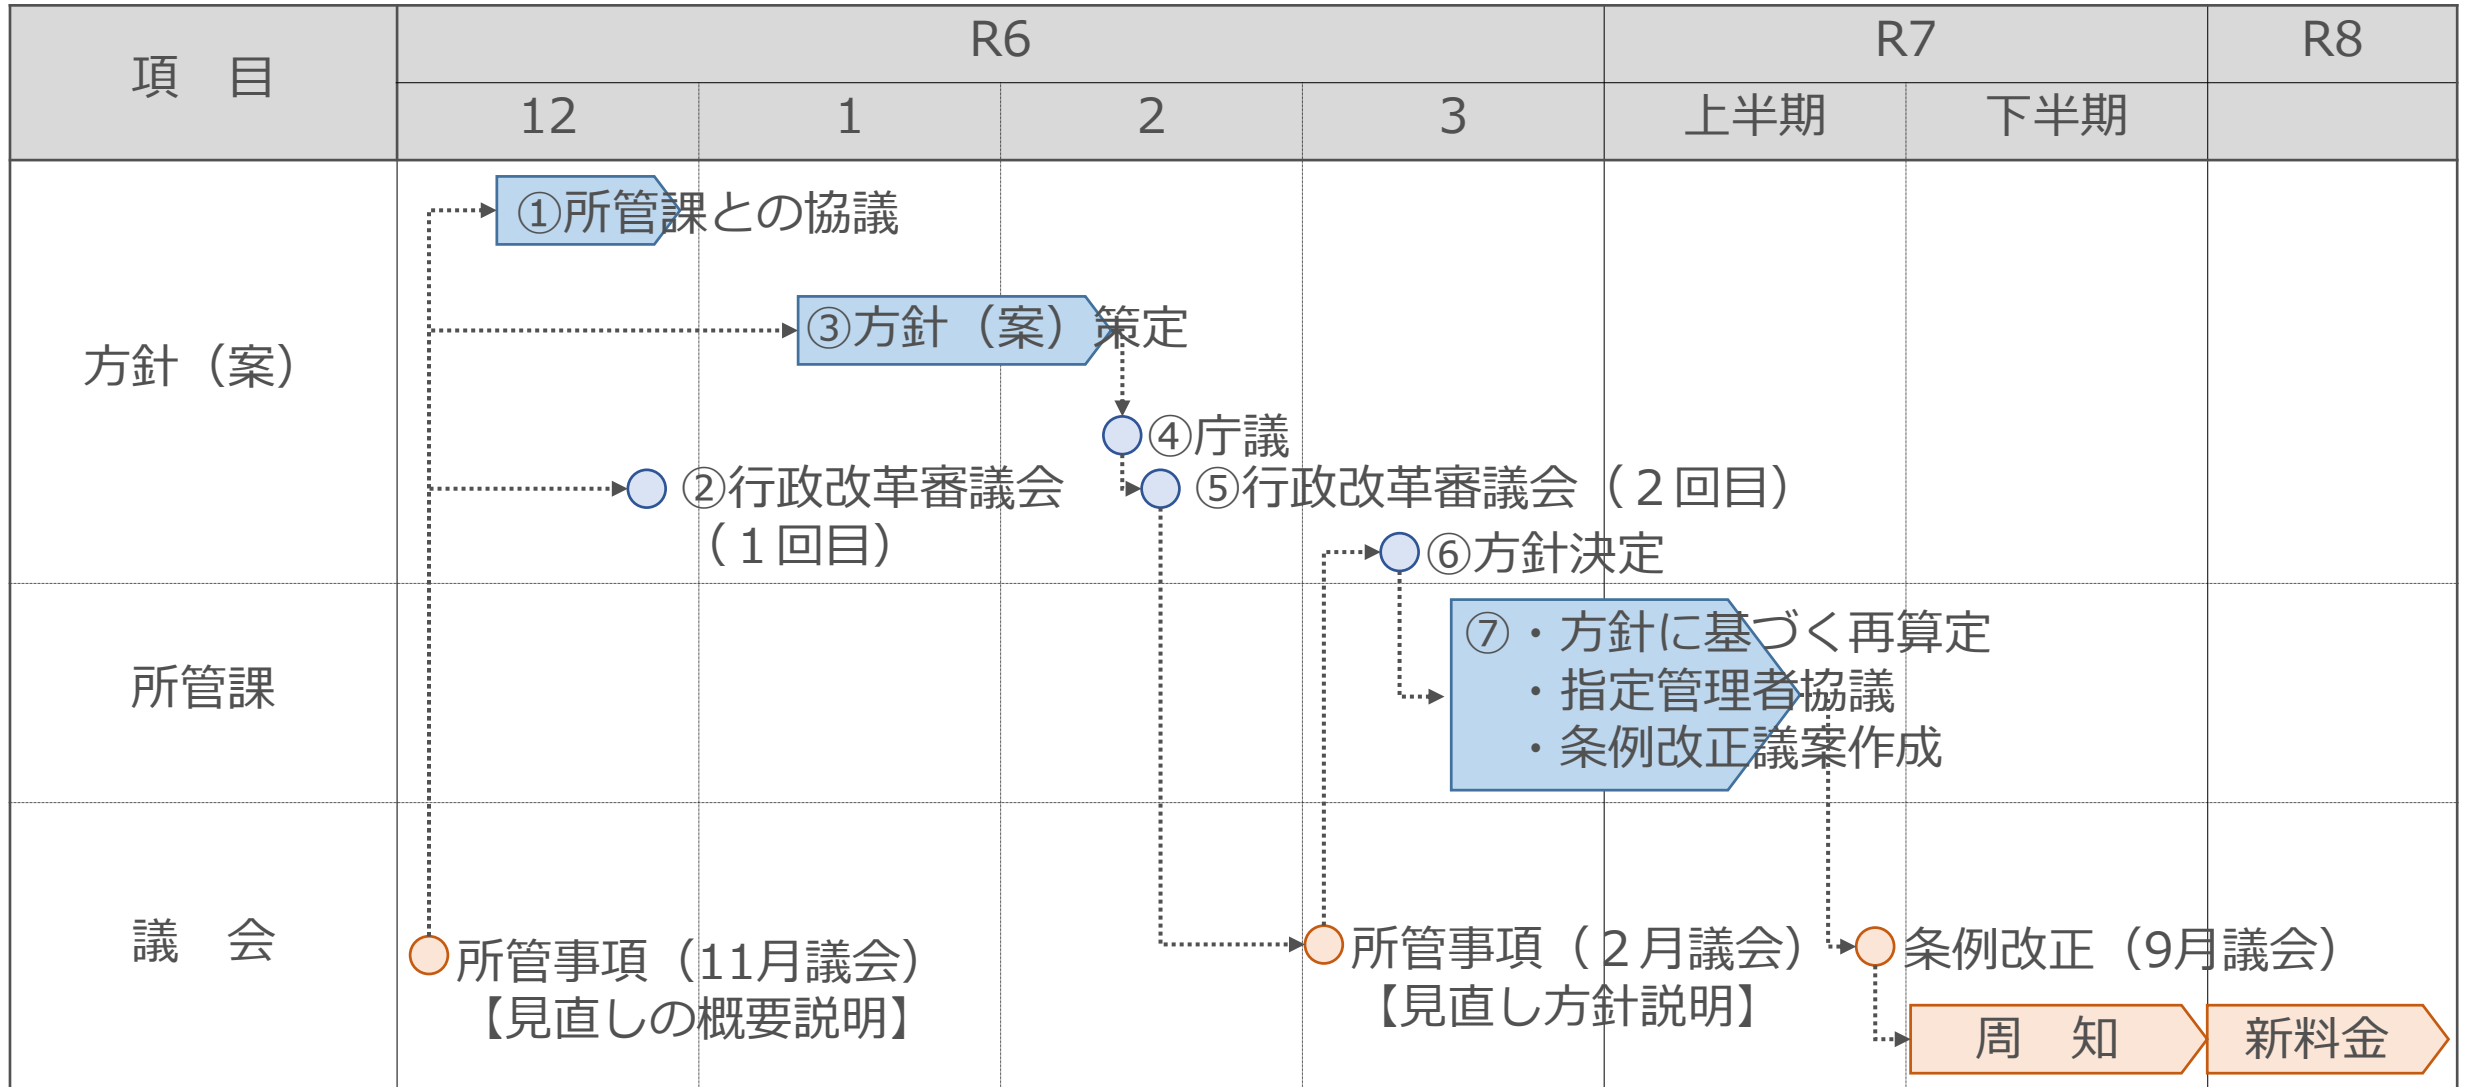 項　目
R6
R7
R8
12
1
2
3
上半期
下半期
方針（案）
①所管課との協議
③方針（案）策定
④庁議
②行政改革審議会
（１回目）
⑤行政改革審議会（２回目）
⑥方針決定
所管課
⑦・方針に基づく再算定
・指定管理者協議
・条例改正議案作成
議　会
所管事項（11月議会）
【見直しの概要説明】
所管事項（２月議会）
【見直し方針説明】
条例改正（9月議会）
周　知
新料金